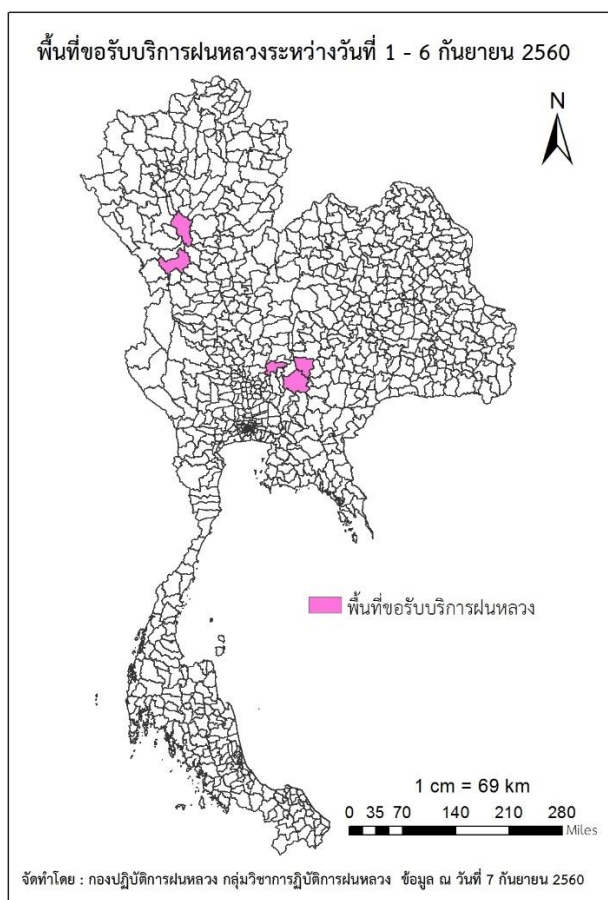 พื้นที่ขอรับบริการฝนหลวงระหว่างวันที่ 1 - 6 กันยายน 2560
N
พื้นที่ขอรับบริการฝนหลวง
1 cm = 69 km
0 35 70 140 210 280
Miles
จัดทำโดย : กองปฏิบัติการฝนหลวง กลุ่มวิชาการฏิบัติการฝนหลวง ข้อมูล ณ วันที่ 7 กันยายน 2560